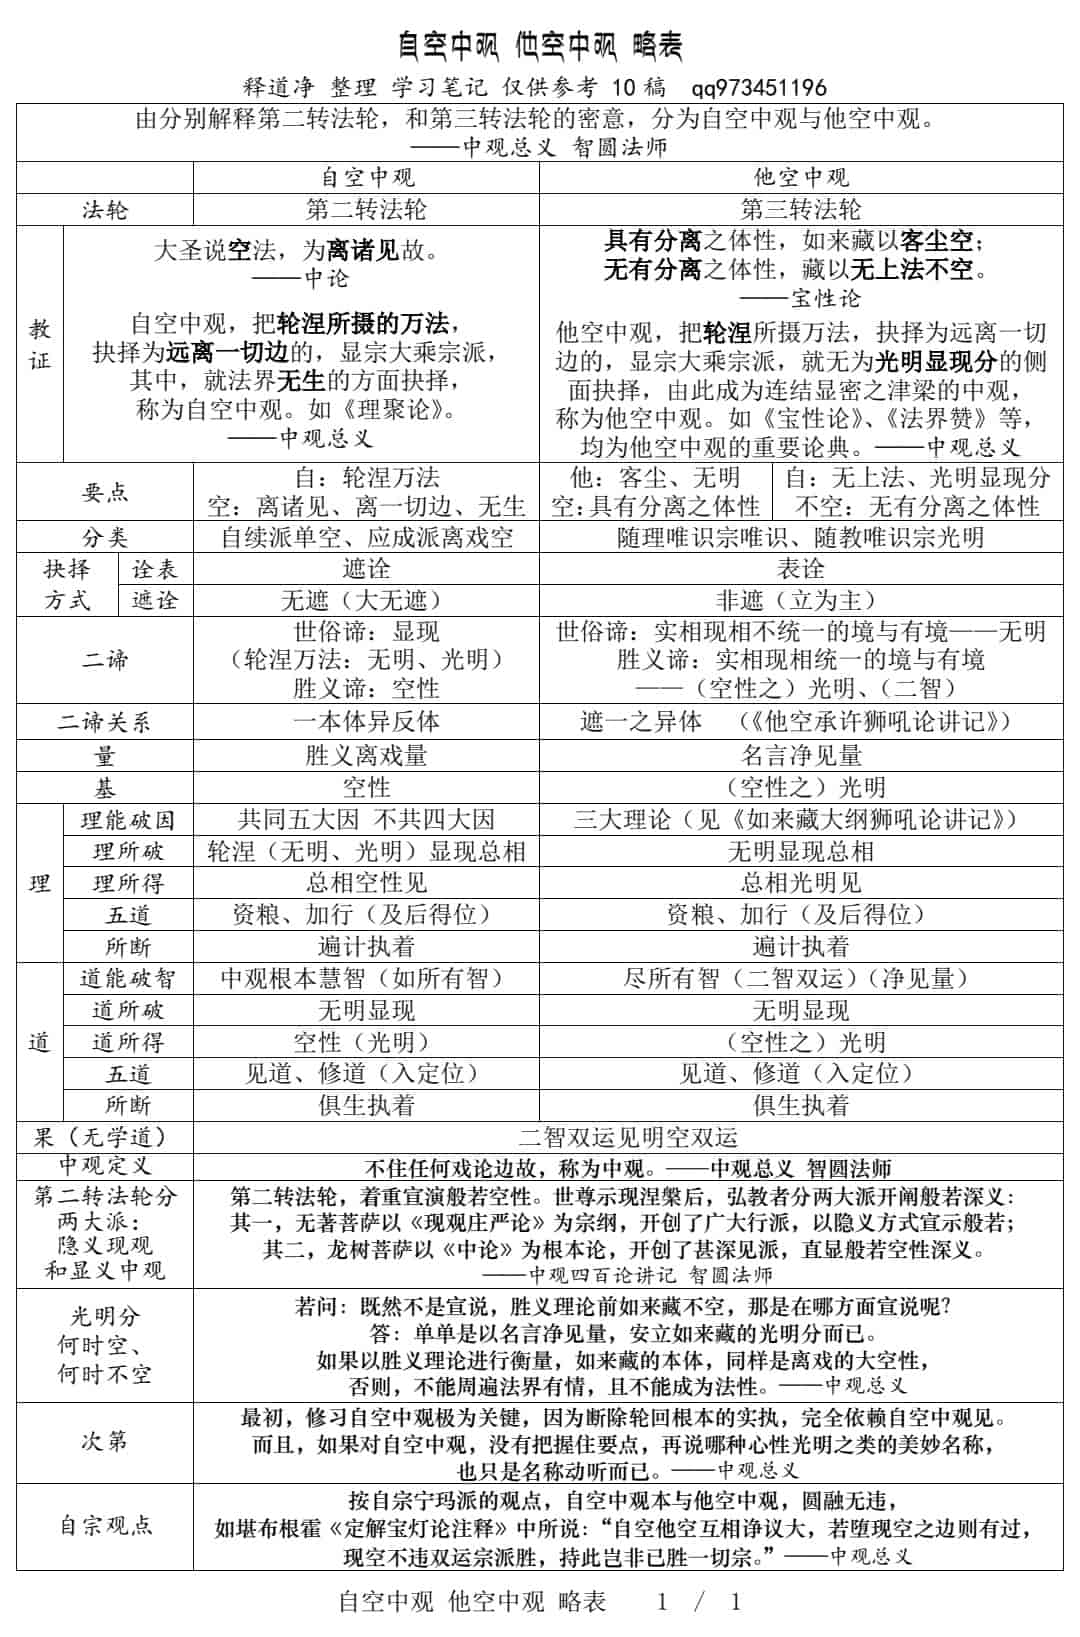 自空中观 他空中观 略表
释道净 整理 学习笔记 仅供参考 10稿 qq973451196
由分别解释第二转法轮，和第三转法轮的密意，分为自空中观与他空中观。
——中观总义 智圆法师
自空中观 他空中观
法轮 第二转法轮 第三转法轮
教
证
大圣说空法，为离诸见故。
——中论
自空中观，把轮涅所摄的万法，
抉择为远离一切边的，显宗大乘宗派，
其中，就法界无生的方面抉择，
称为自空中观。如《理聚论》。
——中观总义
具有分离之体性，如来藏以客尘空；
无有分离之体性，藏以无上法不空。
——宝性论
他空中观，把轮涅所摄万法，抉择为远离一切
边的，显宗大乘宗派，就无为光明显现分的侧
面抉择，由此成为连结显密之津梁的中观，
称为他空中观。如《宝性论》、《法界赞》等，
均为他空中观的重要论典。——中观总义
要点
自：轮涅万法
空：离诸见、离一切边、无生
他：客尘、无明
空：具有分离之体性
自：无上法、光明显现分
不空：无有分离之体性
分类 自续派单空、应成派离戏空 随理唯识宗唯识、随教唯识宗光明
抉择
方式
诠表 遮诠 表诠
遮诠 无遮（大无遮） 非遮（立为主）
二谛
世俗谛：显现
（轮涅万法：无明、光明）
胜义谛：空性
世俗谛：实相现相不统一的境与有境——无明
胜义谛：实相现相统一的境与有境
——（空性之）光明、（二智）
二谛关系 一本体异反体 遮一之异体 （《他空承许狮吼论讲记》）
量 胜义离戏量 名言净见量
基 空性 （空性之）光明
理
理能破因 共同五大因 不共四大因 三大理论（见《如来藏大纲狮吼论讲记》）
理所破 轮涅（无明、光明）显现总相 无明显现总相
理所得 总相空性见 总相光明见
五道 资粮、加行（及后得位） 资粮、加行（及后得位）
所断 遍计执着 遍计执着
道
道能破智 中观根本慧智（如所有智） 尽所有智（二智双运）（净见量）
道所破 无明显现 无明显现
道所得 空性（光明） （空性之）光明
五道 见道、修道（入定位） 见道、修道（入定位）
所断 俱生执着 俱生执着
果（无学道） 二智双运见明空双运
中观定义 不住任何戏论边故，称为中观。——中观总义 智圆法师
第二转法轮分
两大派：
隐义现观
和显义中观
第二转法轮，着重宣演般若空性。世尊示现涅槃后，弘教者分两大派开阐般若深义：
其一，无著菩萨以《现观庄严论》为宗纲，开创了广大行派，以隐义方式宣示般若；
其二，龙树菩萨以《中论》为根本论，开创了甚深见派，直显般若空性深义。
——中观四百论讲记 智圆法师
光明分
何时空、
何时不空
若问：既然不是宣说，胜义理论前如来藏不空，那是在哪方面宣说呢？
答：单单是以名言净见量，安立如来藏的光明分而已。
如果以胜义理论进行衡量，如来藏的本体，同样是离戏的大空性，
否则，不能周遍法界有情，且不能成为法性。——中观总义
次第
最初，修习自空中观极为关键，因为断除轮回根本的实执，完全依赖自空中观见。
而且，如果对自空中观，没有把握住要点，再说哪种心性光明之类的美妙名称，
也只是名称动听而已。——中观总义
自宗观点
按自宗宁玛派的观点，自空中观本与他空中观，圆融无违，
如堪布根霍《定解宝灯论注释》中所说：“自空他空互相诤议大，若堕现空之边则有过，
现空不违双运宗派胜，持此岂非已胜一切宗。”——中观总义
自空中观 他空中观 略表 1 / 1